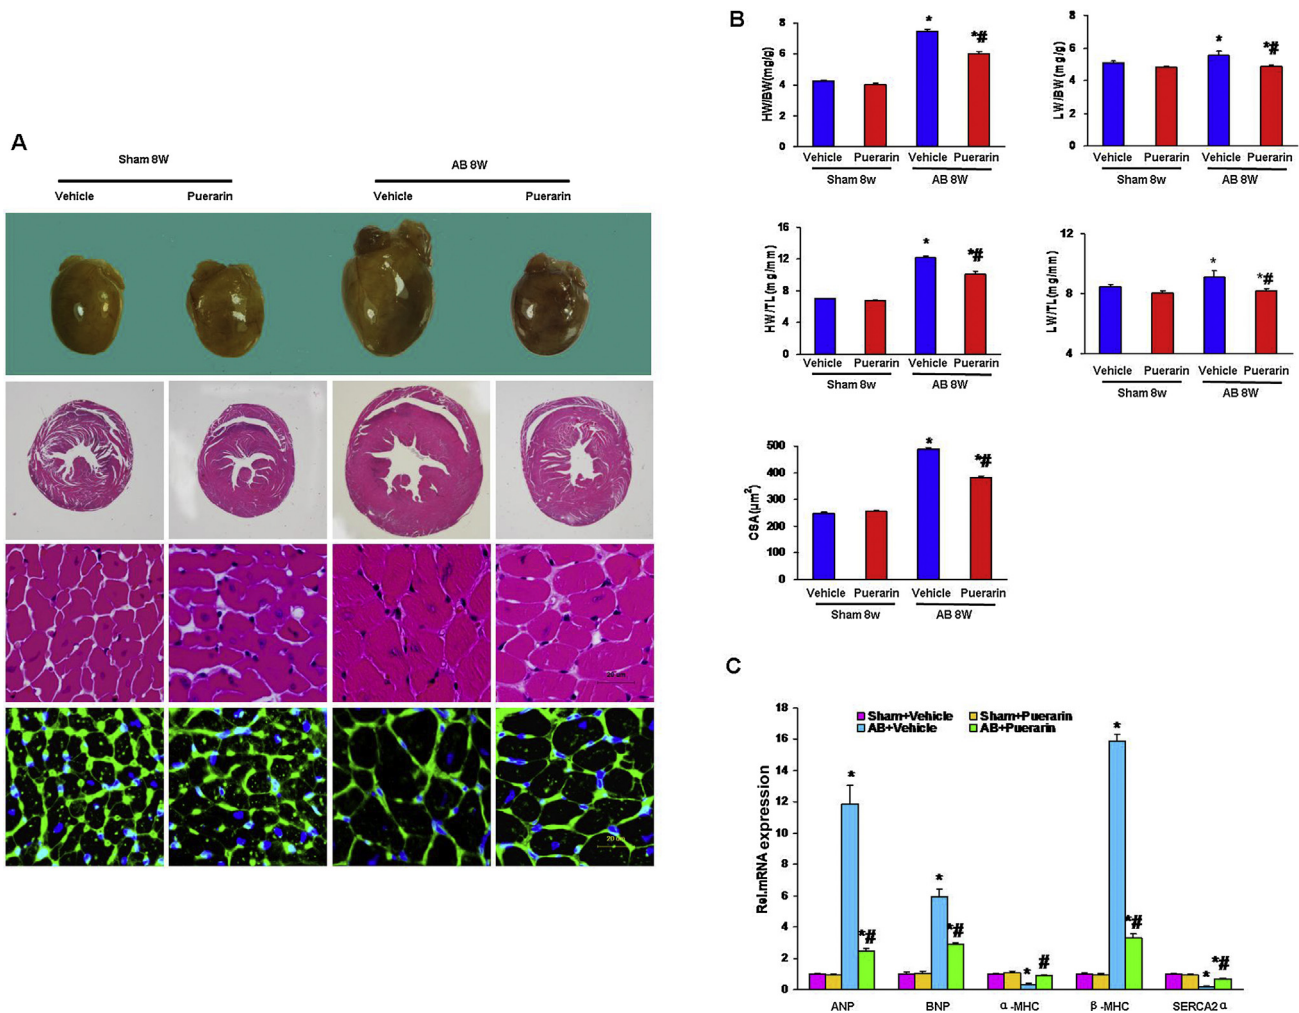 A
Sham 8W
AB 8W
Vehicle
Puerarin
Vehicle
Puerarin
20 um
20 um
B
HW/BW(mg/g)
8
6
4
2
0
*
*#
Vehicle Puerarin Vehicle Puerarin
Sham 8w AB 8W
LW/BW(mg/g)
8
6
4
2
0
*
*#
Vehicle Puerarin Vehicle Puerarin
Sham 8w AB 8W
HW/TL(mg/mm)
16
12
8
4
0
*
*#
Vehicle Puerarin Vehicle Puerarin
Sham 8w AB 8W
LW/TL(mg/mm)
12
8
4
*
*#
Vehicle Puerarin Vehicle Puerarin
Sham 8w AB 8W
CSA(μm²)
500
400
300
200
100
0
*
*#
Vehicle Puerarin Vehicle Puerarin
Sham 8w AB 8W
C
Rel.mRNA expression
18
16
14
12
10
8
6
4
2
0
Sham+Vehicle Sham+Puerarin
AB+Vehicle AB+Puerarin
*
*#
*
*#
*
#
*
*#
*
*#
ANP BNP α-MHC β-MHC SERCA2α